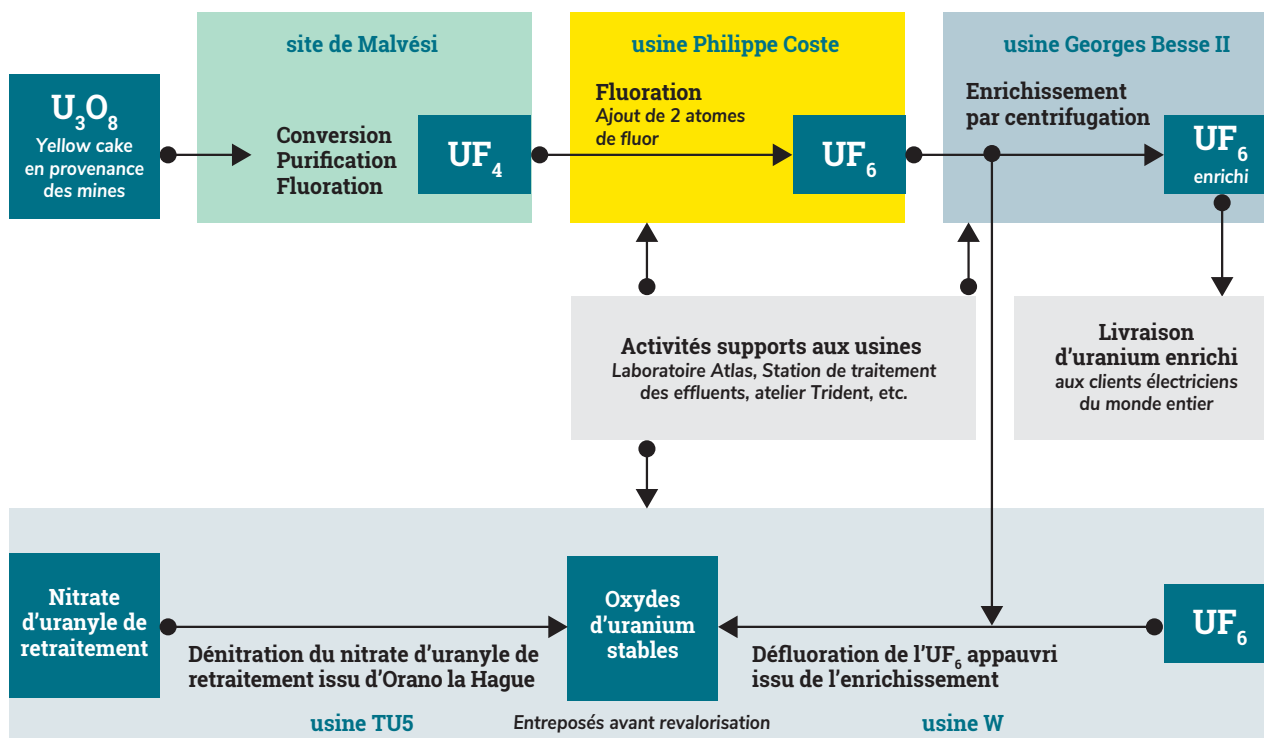 site de Malvési
usine Philippe Coste
usine Georges Besse II
U₃O₈
Yellow cake
en provenance
des mines
Conversion
Purification
Fluoration
UF₄
Fluoration
Ajout de 2 atomes
de fluor
UF₆
Enrichissement
par centrifugation
UF₆
enrichi
Activités supports aux usines
Laboratoire Atlas, Station de traitement
des effluents, atelier Trident, etc.
Livraison
d'uranium enrichi
aux clients électriciens
du monde entier
Nitrate
d'uranyle de
retraitement
Dénitration du nitrate d'uranyle de
retraitement issu d'Orano la Hague
usine TU5
Oxydes
d'uranium
stables
Entreposés avant revalorisation
Défluoration de l'UF₆ appauvri
issu de l'enrichissement
usine W
UF₆